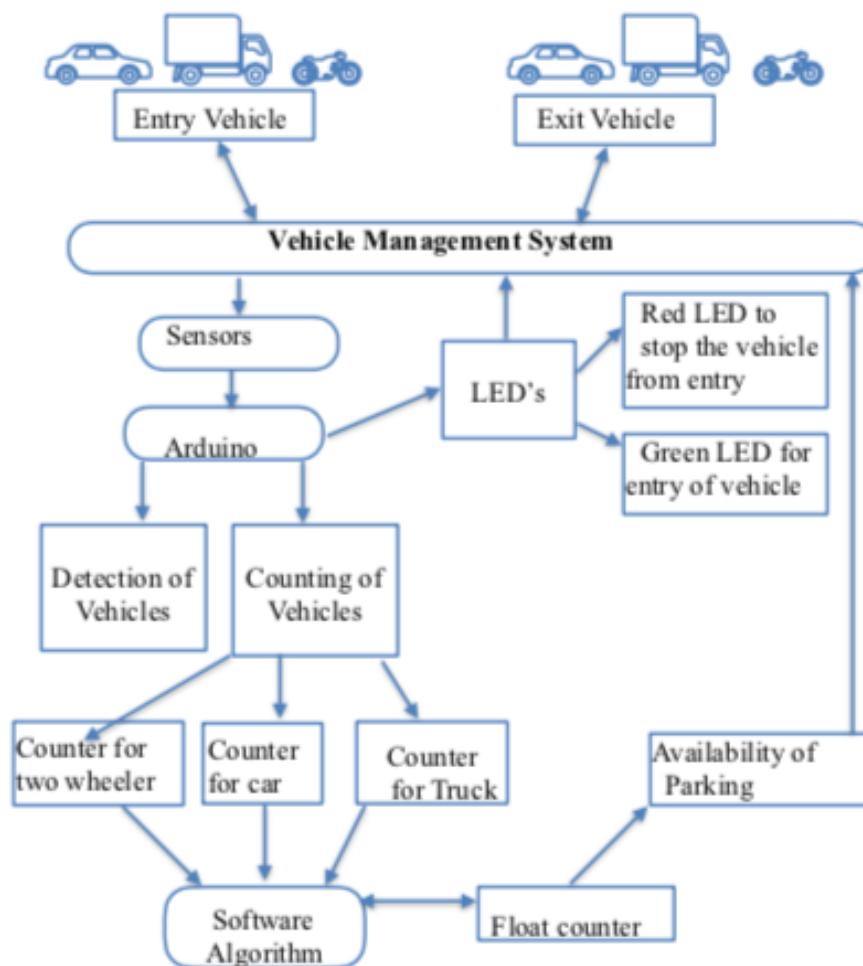 Entry Vehicle
Exit Vehicle
Vehicle Management System
Sensors
Red LED to
stop the vehicle
from entry
LED's
Arduino
Green LED for
entry of vehicle
Detection of
Vehicles
Counting of
Vehicles
Counter for
two wheeler
Counter
for car
Counter
for Truck
Availability of
Parking
Software
Algorithm
Float counter